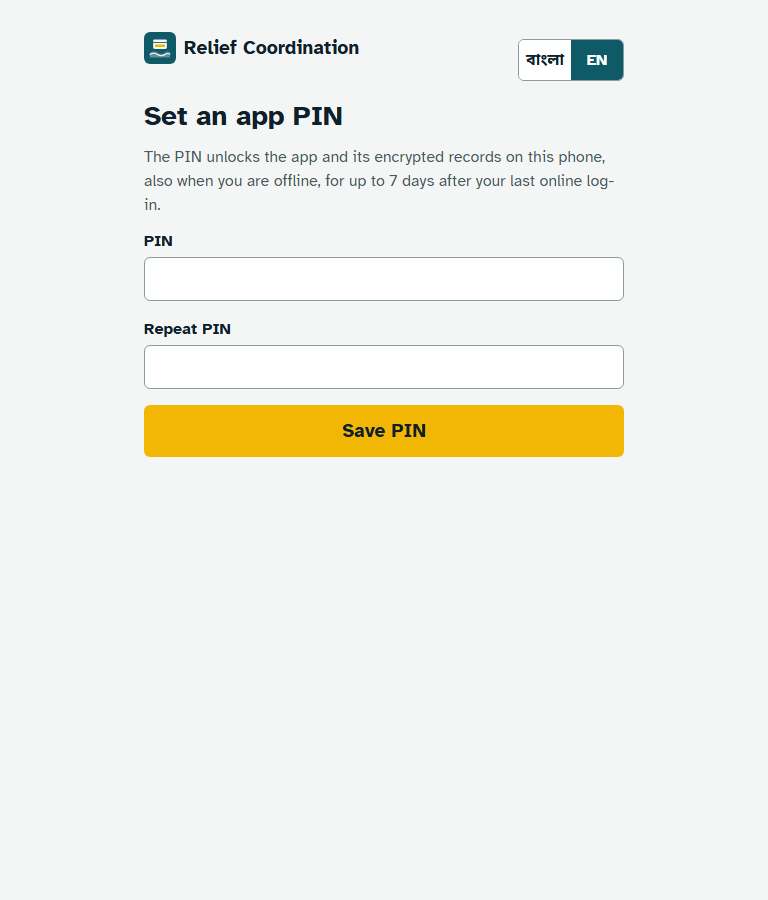 Relief Coordination
বাংলা EN
Set an app PIN
The PIN unlocks the app and its encrypted records on this phone,
also when you are offline, for up to 7 days after your last online log-
in.
PIN
Repeat PIN
Save PIN